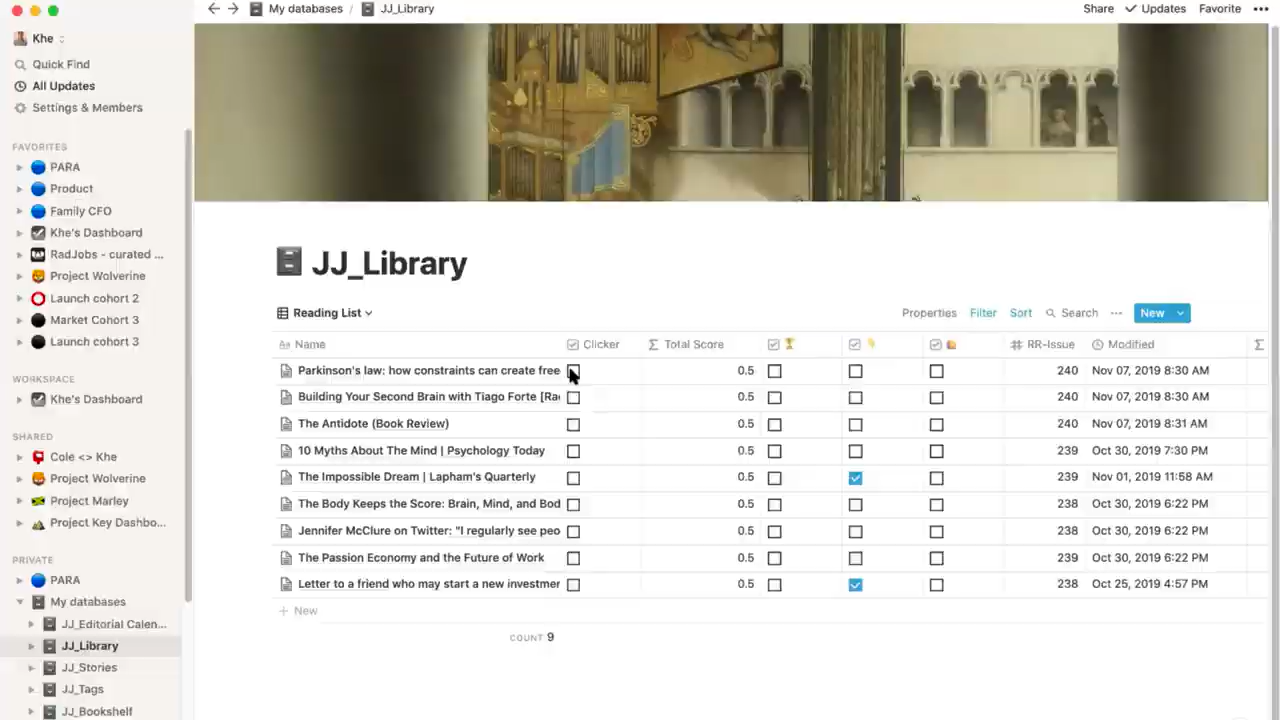 My databases / JJ_Library
Share Updates Favorite •••
Khe
Quick Find
All Updates
Settings & Members
FAVORITES
PARA
Product
Family CFO
Khe's Dashboard
RadJobs - curated ...
Project Wolverine
Launch cohort 2
Market Cohort 3
Launch cohort 3
WORKSPACE
Khe's Dashboard
SHARED
Cole <> Khe
Project Wolverine
Project Marley
Project Key Dashbo...
PRIVATE
PARA
My databases
JJ_Editorial Calen...
JJ_Library
JJ_Stories
JJ_Tags
JJ_Bookshelf
JJ_Library
Reading List
Properties Filter Sort Search ••• New
Aa Name Clicker Σ Total Score # RR-Issue Modified Σ
Parkinson's law: how constraints can create free 0.5 240 Nov 07, 2019 8:30 AM
Building Your Second Brain with Tiago Forte [Ra 0.5 240 Nov 07, 2019 8:30 AM
The Antidote (Book Review) 0.5 240 Nov 07, 2019 8:31 AM
10 Myths About The Mind | Psychology Today 0.5 239 Oct 30, 2019 7:30 PM
The Impossible Dream | Lapham's Quarterly 0.5 239 Nov 01, 2019 11:58 AM
The Body Keeps the Score: Brain, Mind, and Bod 0.5 238 Oct 30, 2019 6:22 PM
Jennifer McClure on Twitter: "I regularly see peo 0.5 238 Oct 30, 2019 6:22 PM
The Passion Economy and the Future of Work 0.5 239 Oct 30, 2019 6:22 PM
Letter to a friend who may start a new investmer 0.5 238 Oct 25, 2019 4:57 PM
+ New
COUNT 9